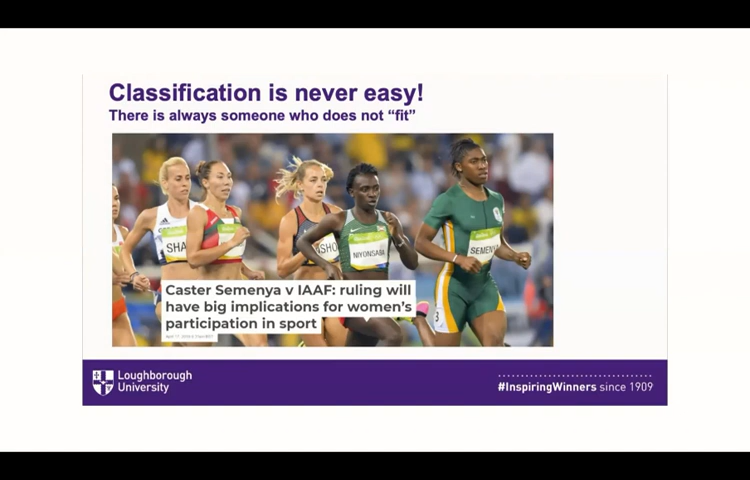 Classification is never easy!
There is always someone who does not “fit”
SHA
NIYONSABA
SEMENYA
Caster Semenya v IAAF: ruling will
have big implications for women’s
participation in sport
Loughborough
University
#InspiringWinners since 1909